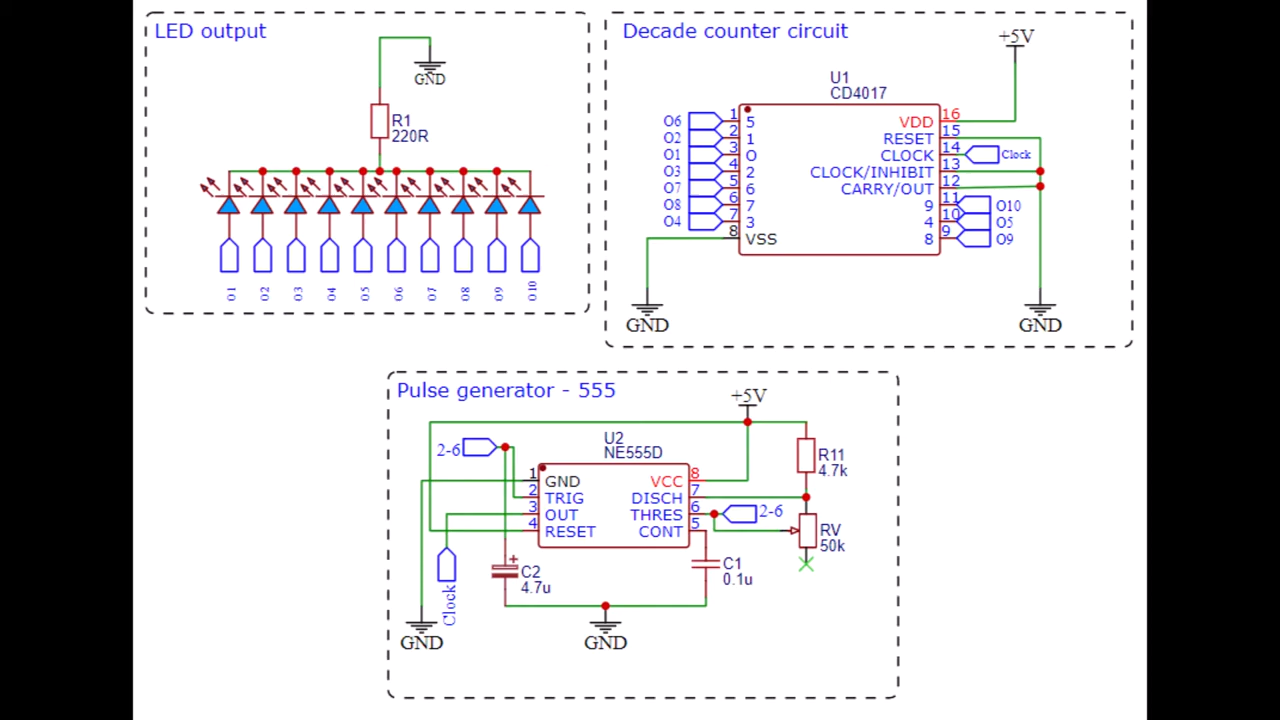 LED output
GND
R1
220R
O1
O2
O3
O4
O5
O6
O7
O8
O9
O10
Decade counter circuit
+5V
U1
CD4017
O6 1 5
O2 2 1
O1 3 0
O3 4 2
O7 5 6
O8 6 7
O4 7 3
8 VSS
VDD 16
RESET 15
CLOCK 14 Clock
CLOCK/INHIBIT 13
CARRY/OUT 12
9 11 O10
4 10 O5
8 9 O9
GND
GND
Pulse generator - 555
+5V
U2
NE555D
2-6
1 GND
2 TRIG
3 OUT
4 RESET
VCC 8
DISCH 7
THRES 6 2-6
CONT 5
R11
4.7k
RV
50k
Clock
+
C2
4.7u
C1
0.1u
GND
GND